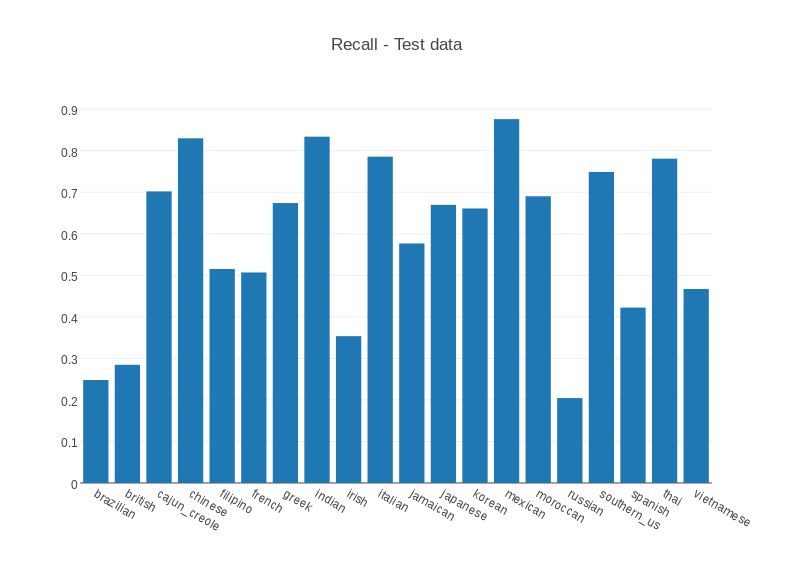 Recall - Test data
0.9
0.8
0.7
0.6
0.5
0.4
0.3
0.2
0.1
0
brazilian
british
cajun_creole
chinese
filipino
french
greek
indian
irish
italian
jamaican
japanese
korean
mexican
moroccan
russian
southern_us
spanish
thai
vietnamese